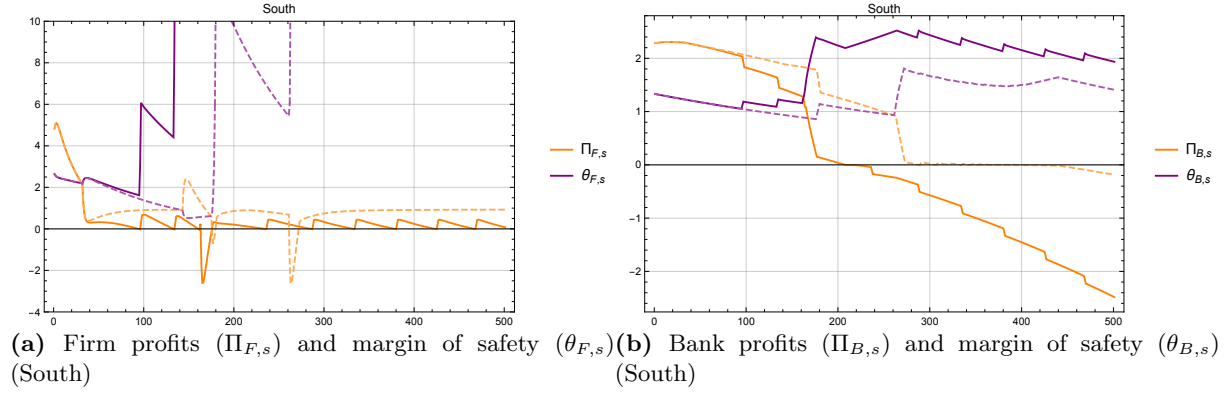 South
10
8
6
4
2
0
−2
−4
0 100 200 300 400 500
Π_{F,s}
θ_{F,s}
South
2
1
0
−1
−2
0 100 200 300 400 500
Π_{B,s}
θ_{B,s}
(a) Firm profits (Π_{F,s}) and margin of safety (θ_{F,s})
(South)
(b) Bank profits (Π_{B,s}) and margin of safety (θ_{B,s})
(South)